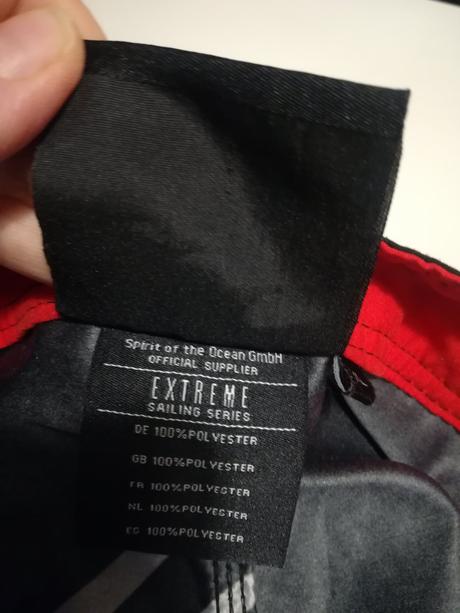 Spirit of the Ocean GmbH
OFFICIAL SUPPLIER
EXTREME
SAILING SERIES
DE 100%POLYESTER
GB 100%POLYESTER
FR 100%POLYESTER
NL 100%POLYESTER
ES 100%POLYESTER